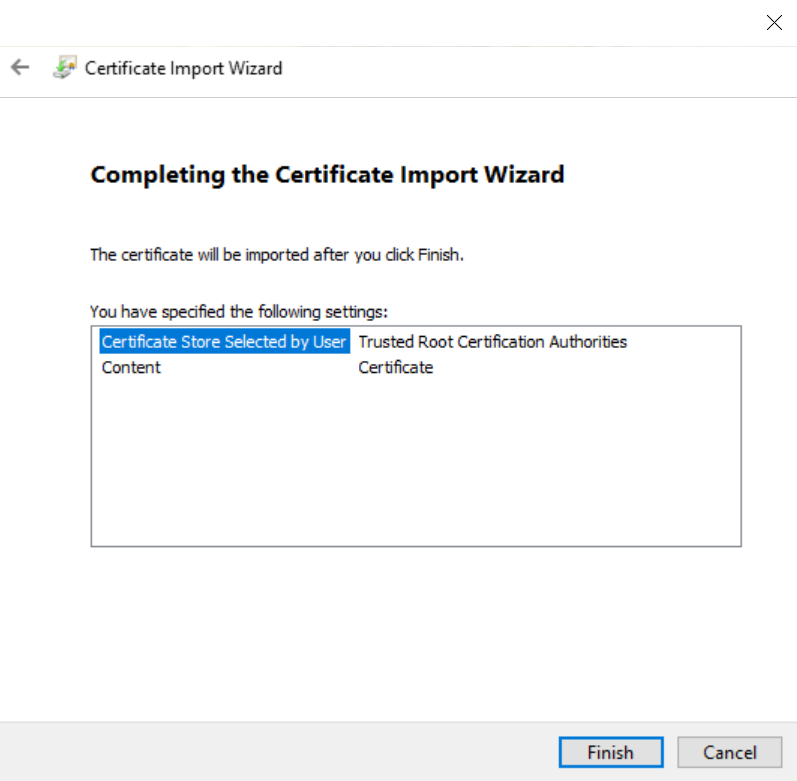 Certificate Import Wizard
Completing the Certificate Import Wizard
The certificate will be imported after you click Finish.
You have specified the following settings:
Certificate Store Selected by User Trusted Root Certification Authorities
Content Certificate
Finish Cancel